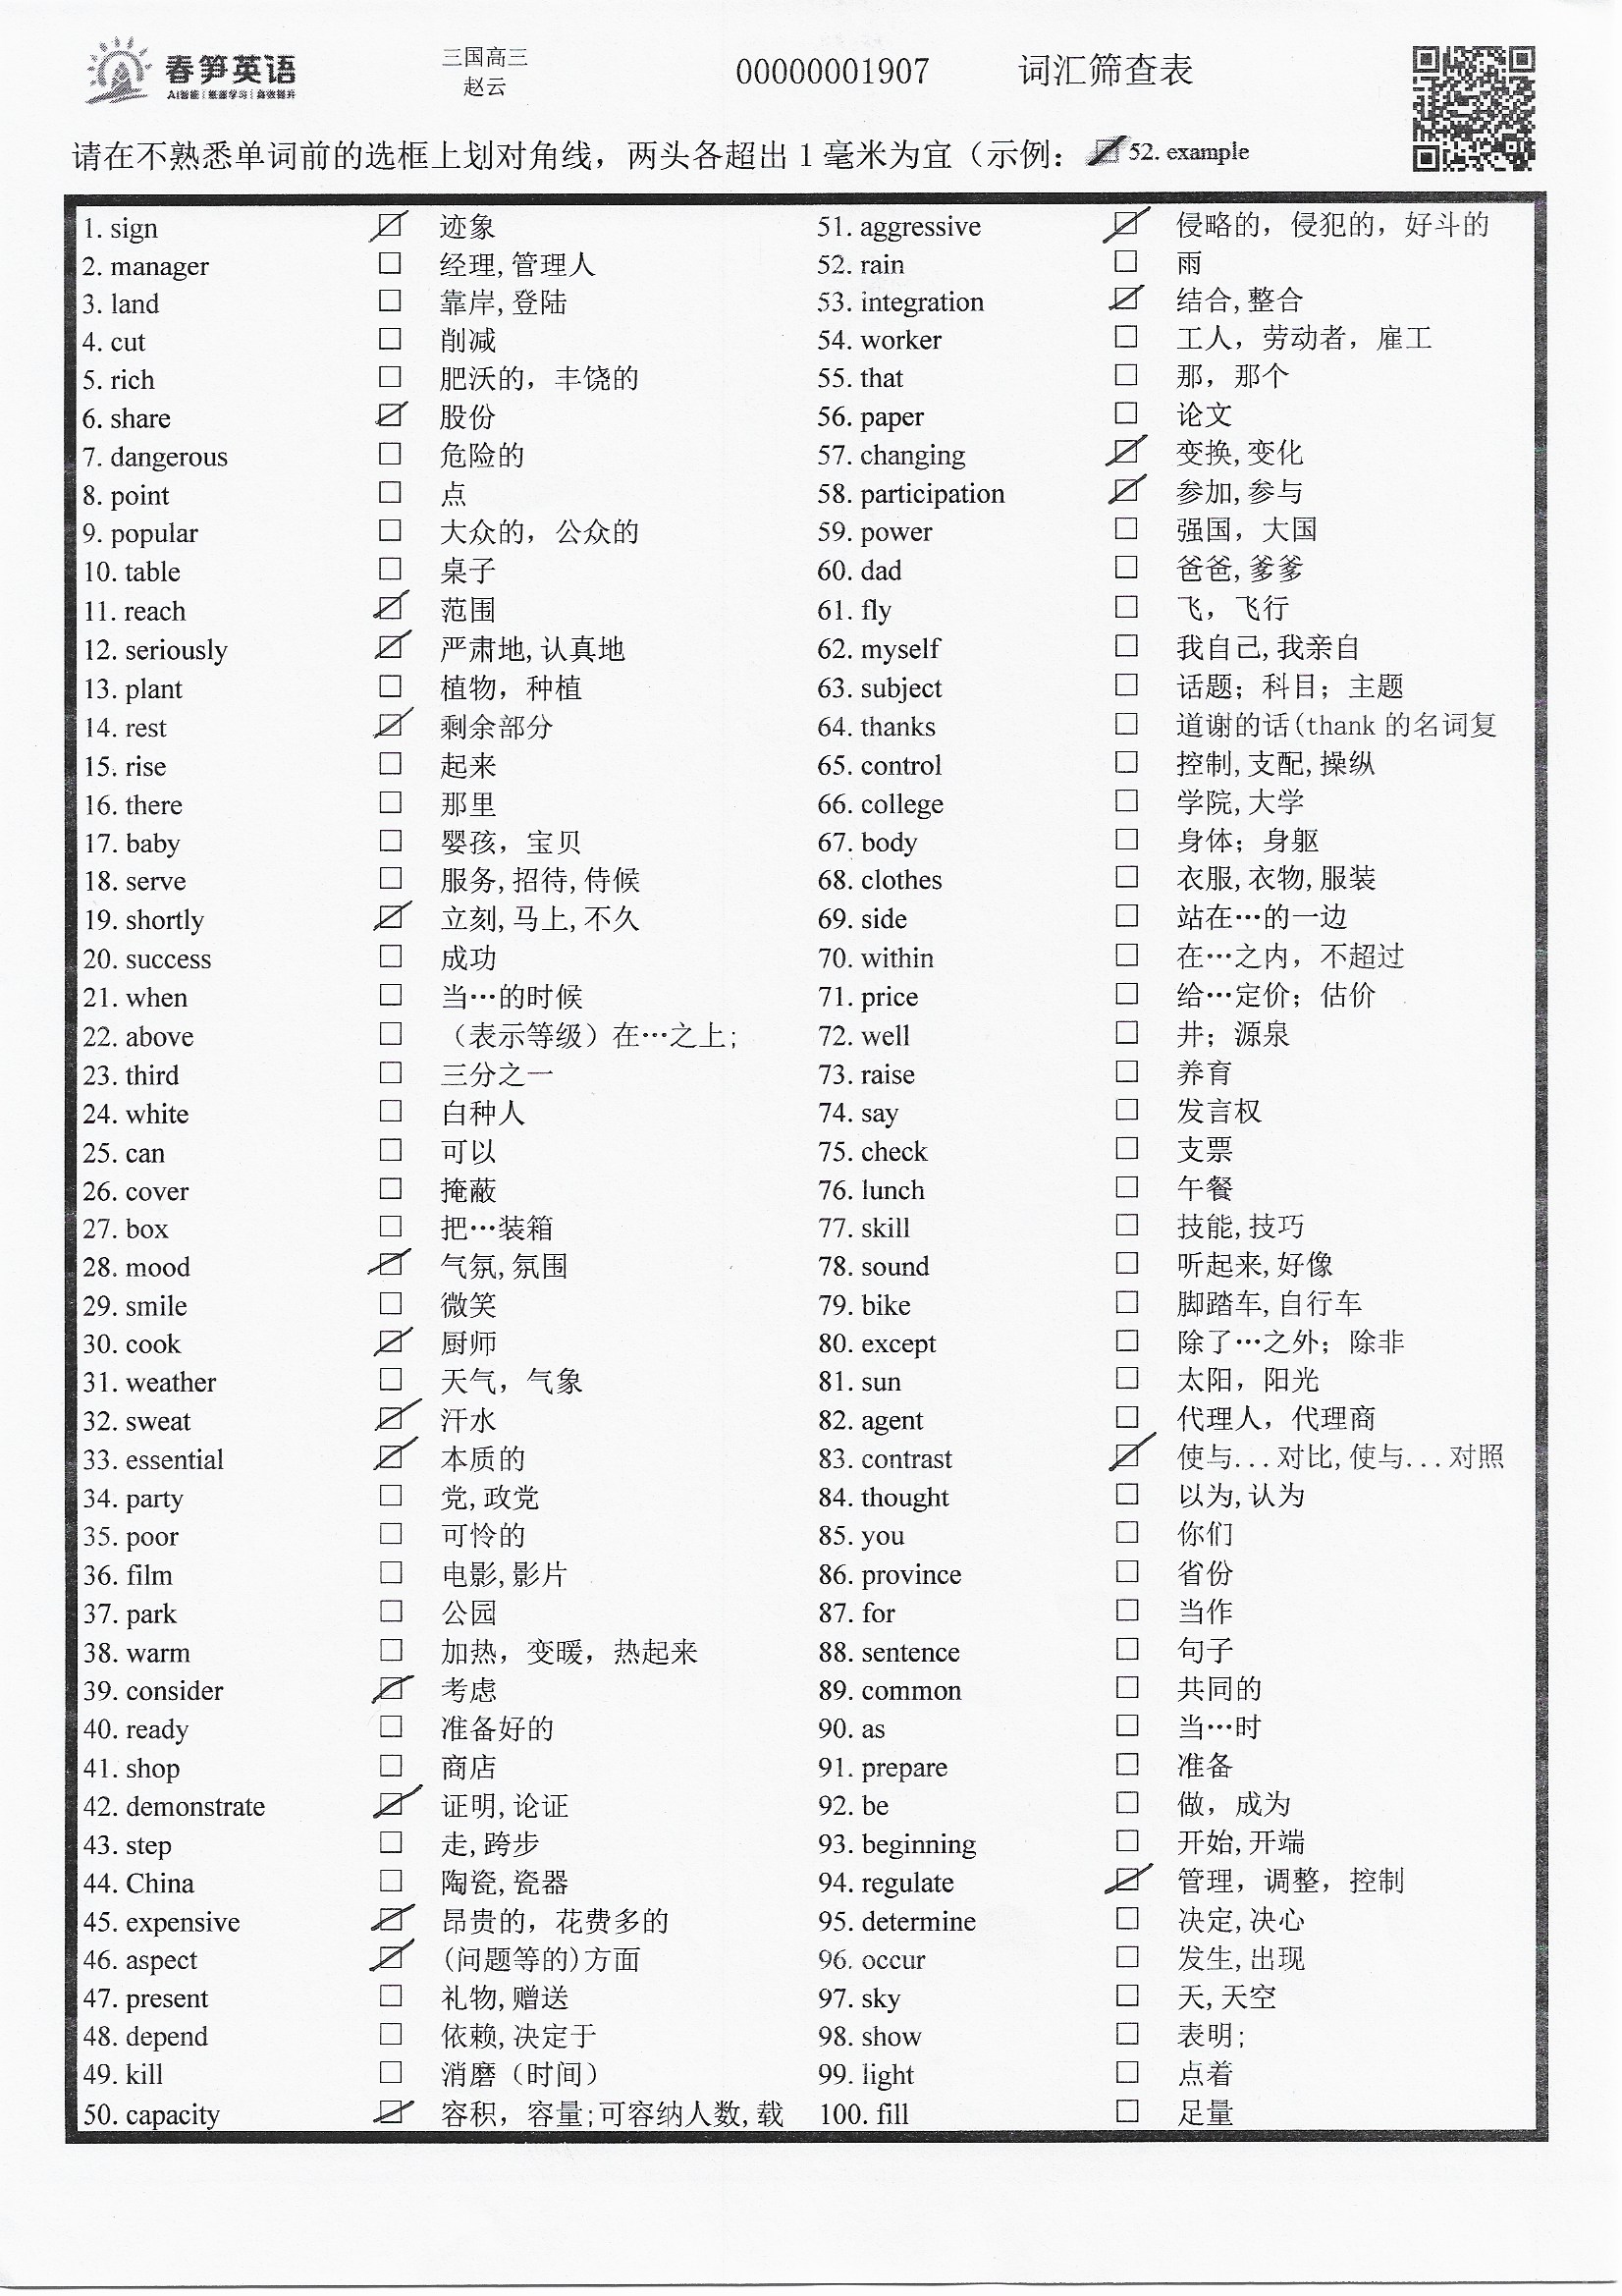 春笋英语
AI智能|集源学习|高效提升
三国高三
赵云
00000001907
词汇筛查表
请在不熟悉单词前的选框上划对角线，两头各超出1毫米为宜（示例： 52. example
1. sign 迹象
2. manager 经理,管理人
3. land 靠岸,登陆
4. cut 削减
5. rich 肥沃的，丰饶的
6. share 股份
7. dangerous 危险的
8. point 点
9. popular 大众的，公众的
10. table 桌子
11. reach 范围
12. seriously 严肃地,认真地
13. plant 植物，种植
14. rest 剩余部分
15. rise 起来
16. there 那里
17. baby 婴孩，宝贝
18. serve 服务,招待,侍候
19. shortly 立刻,马上,不久
20. success 成功
21. when 当…的时候
22. above （表示等级）在…之上;
23. third 三分之一
24. white 白种人
25. can 可以
26. cover 掩蔽
27. box 把…装箱
28. mood 气氛,氛围
29. smile 微笑
30. cook 厨师
31. weather 天气，气象
32. sweat 汗水
33. essential 本质的
34. party 党,政党
35. poor 可怜的
36. film 电影,影片
37. park 公园
38. warm 加热，变暖，热起来
39. consider 考虑
40. ready 准备好的
41. shop 商店
42. demonstrate 证明,论证
43. step 走,跨步
44. China 陶瓷,瓷器
45. expensive 昂贵的，花费多的
46. aspect (问题等的)方面
47. present 礼物,赠送
48. depend 依赖,决定于
49. kill 消磨（时间）
50. capacity 容积，容量;可容纳人数,载
51. aggressive 侵略的，侵犯的，好斗的
52. rain 雨
53. integration 结合,整合
54. worker 工人，劳动者，雇工
55. that 那，那个
56. paper 论文
57. changing 变换,变化
58. participation 参加,参与
59. power 强国，大国
60. dad 爸爸,爹爹
61. fly 飞，飞行
62. myself 我自己,我亲自
63. subject 话题；科目；主题
64. thanks 道谢的话(thank的名词复
65. control 控制,支配,操纵
66. college 学院,大学
67. body 身体；身躯
68. clothes 衣服,衣物,服装
69. side 站在…的一边
70. within 在…之内，不超过
71. price 给…定价；估价
72. well 井；源泉
73. raise 养育
74. say 发言权
75. check 支票
76. lunch 午餐
77. skill 技能,技巧
78. sound 听起来,好像
79. bike 脚踏车,自行车
80. except 除了…之外；除非
81. sun 太阳，阳光
82. agent 代理人，代理商
83. contrast 使与...对比,使与...对照
84. thought 以为,认为
85. you 你们
86. province 省份
87. for 当作
88. sentence 句子
89. common 共同的
90. as 当…时
91. prepare 准备
92. be 做，成为
93. beginning 开始,开端
94. regulate 管理，调整，控制
95. determine 决定,决心
96. occur 发生,出现
97. sky 天,天空
98. show 表明;
99. light 点着
100. fill 足量